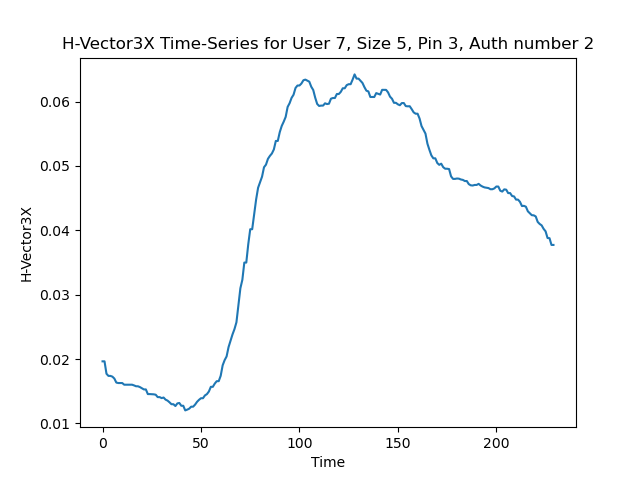 H-Vector3X Time-Series for User 7, Size 5, Pin 3, Auth number 2
H-Vector3X
0.06
0.05
0.04
0.03
0.02
0.01
0 50 100 150 200
Time